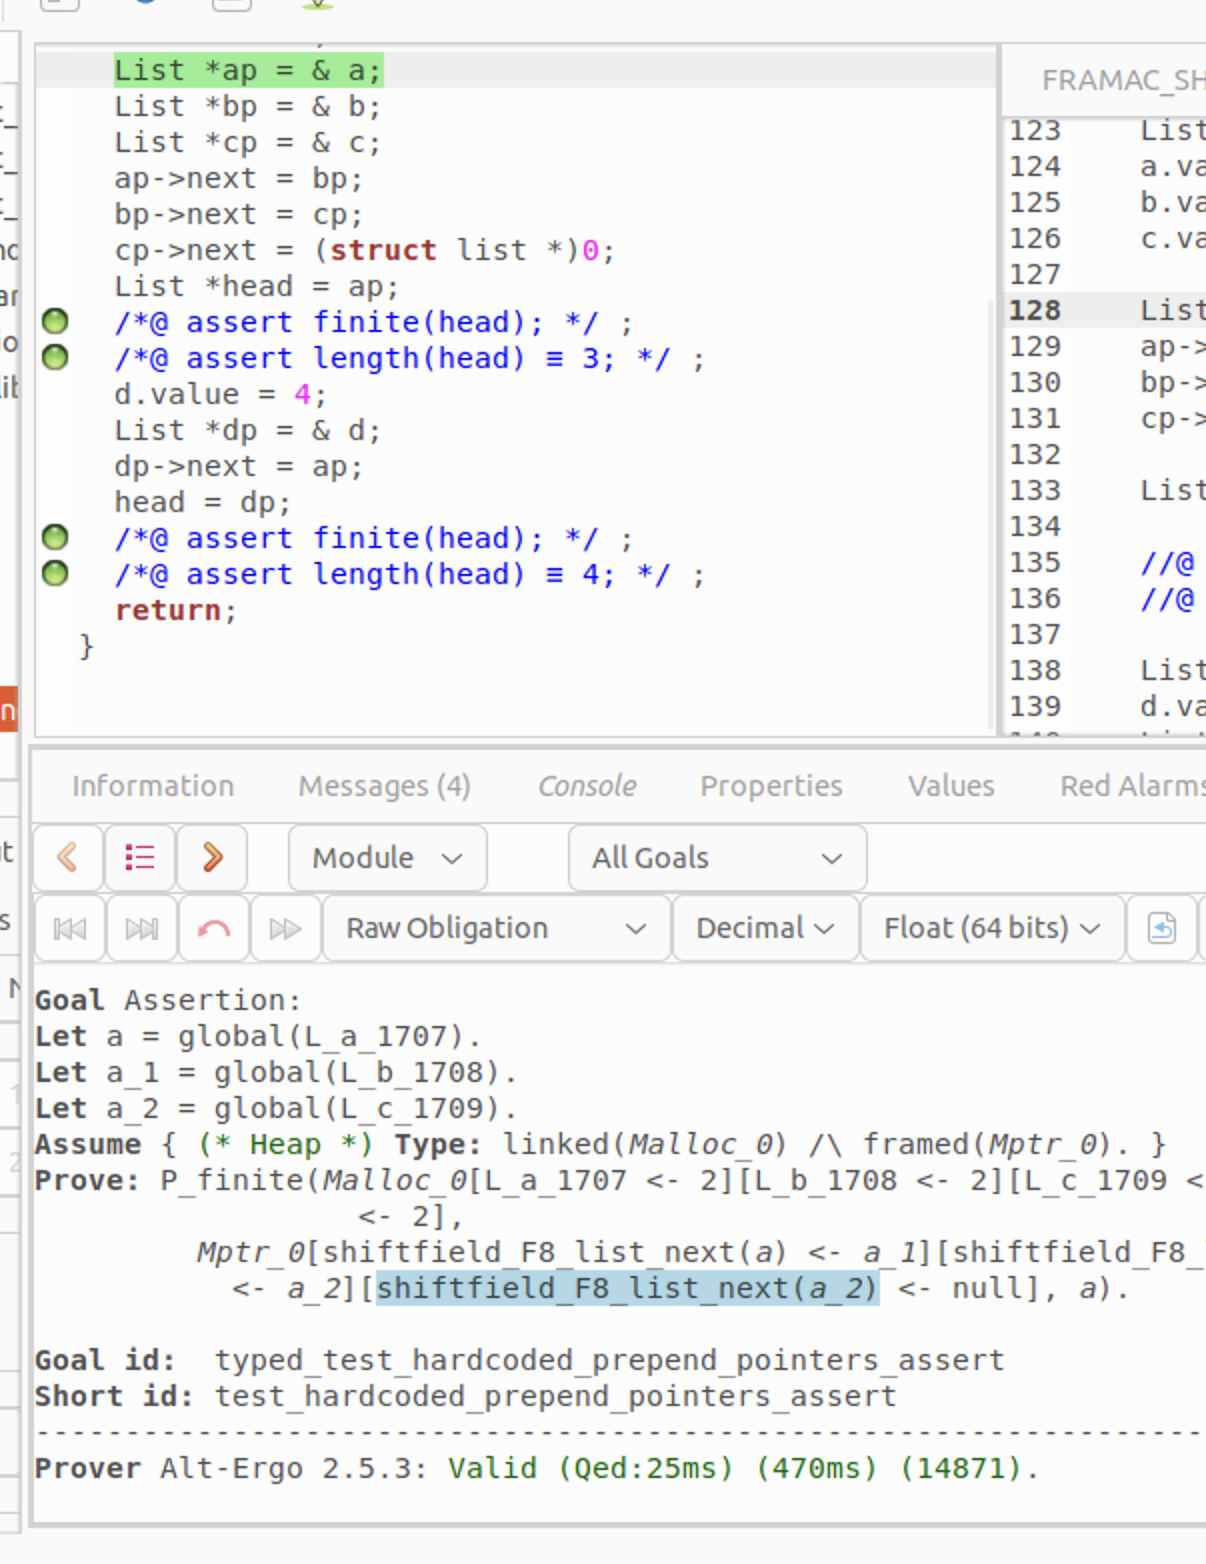 List *ap = & a;
List *bp = & b;
List *cp = & c;
ap->next = bp;
bp->next = cp;
cp->next = (struct list *)0;
List *head = ap;
/*@ assert finite(head); */ ;
/*@ assert length(head) ≡ 3; */ ;
d.value = 4;
List *dp = & d;
dp->next = ap;
head = dp;
/*@ assert finite(head); */ ;
/*@ assert length(head) ≡ 4; */ ;
return;
}
FRAMAC_SH
123 List
124 a.va
125 b.va
126 c.va
127
128 List
129 ap->
130 bp->
131 cp->
132
133 List
134
135 //@
136 //@
137
138 List
139 d.va
Information Messages (4) Console Properties Values Red Alarms
Module All Goals
Raw Obligation Decimal Float (64 bits)
Goal Assertion:
Let a = global(L_a_1707).
Let a_1 = global(L_b_1708).
Let a_2 = global(L_c_1709).
Assume { (* Heap *) Type: linked(Malloc_0) /\ framed(Mptr_0). }
Prove: P_finite(Malloc_0[L_a_1707 <- 2][L_b_1708 <- 2][L_c_1709 <
<- 2],
Mptr_0[shiftfield_F8_list_next(a) <- a_1][shiftfield_F8_
<- a_2][shiftfield_F8_list_next(a_2) <- null], a).
Goal id: typed_test_hardcoded_prepend_pointers_assert
Short id: test_hardcoded_prepend_pointers_assert
--------------------------------------------------------------
Prover Alt-Ergo 2.5.3: Valid (Qed:25ms) (470ms) (14871).